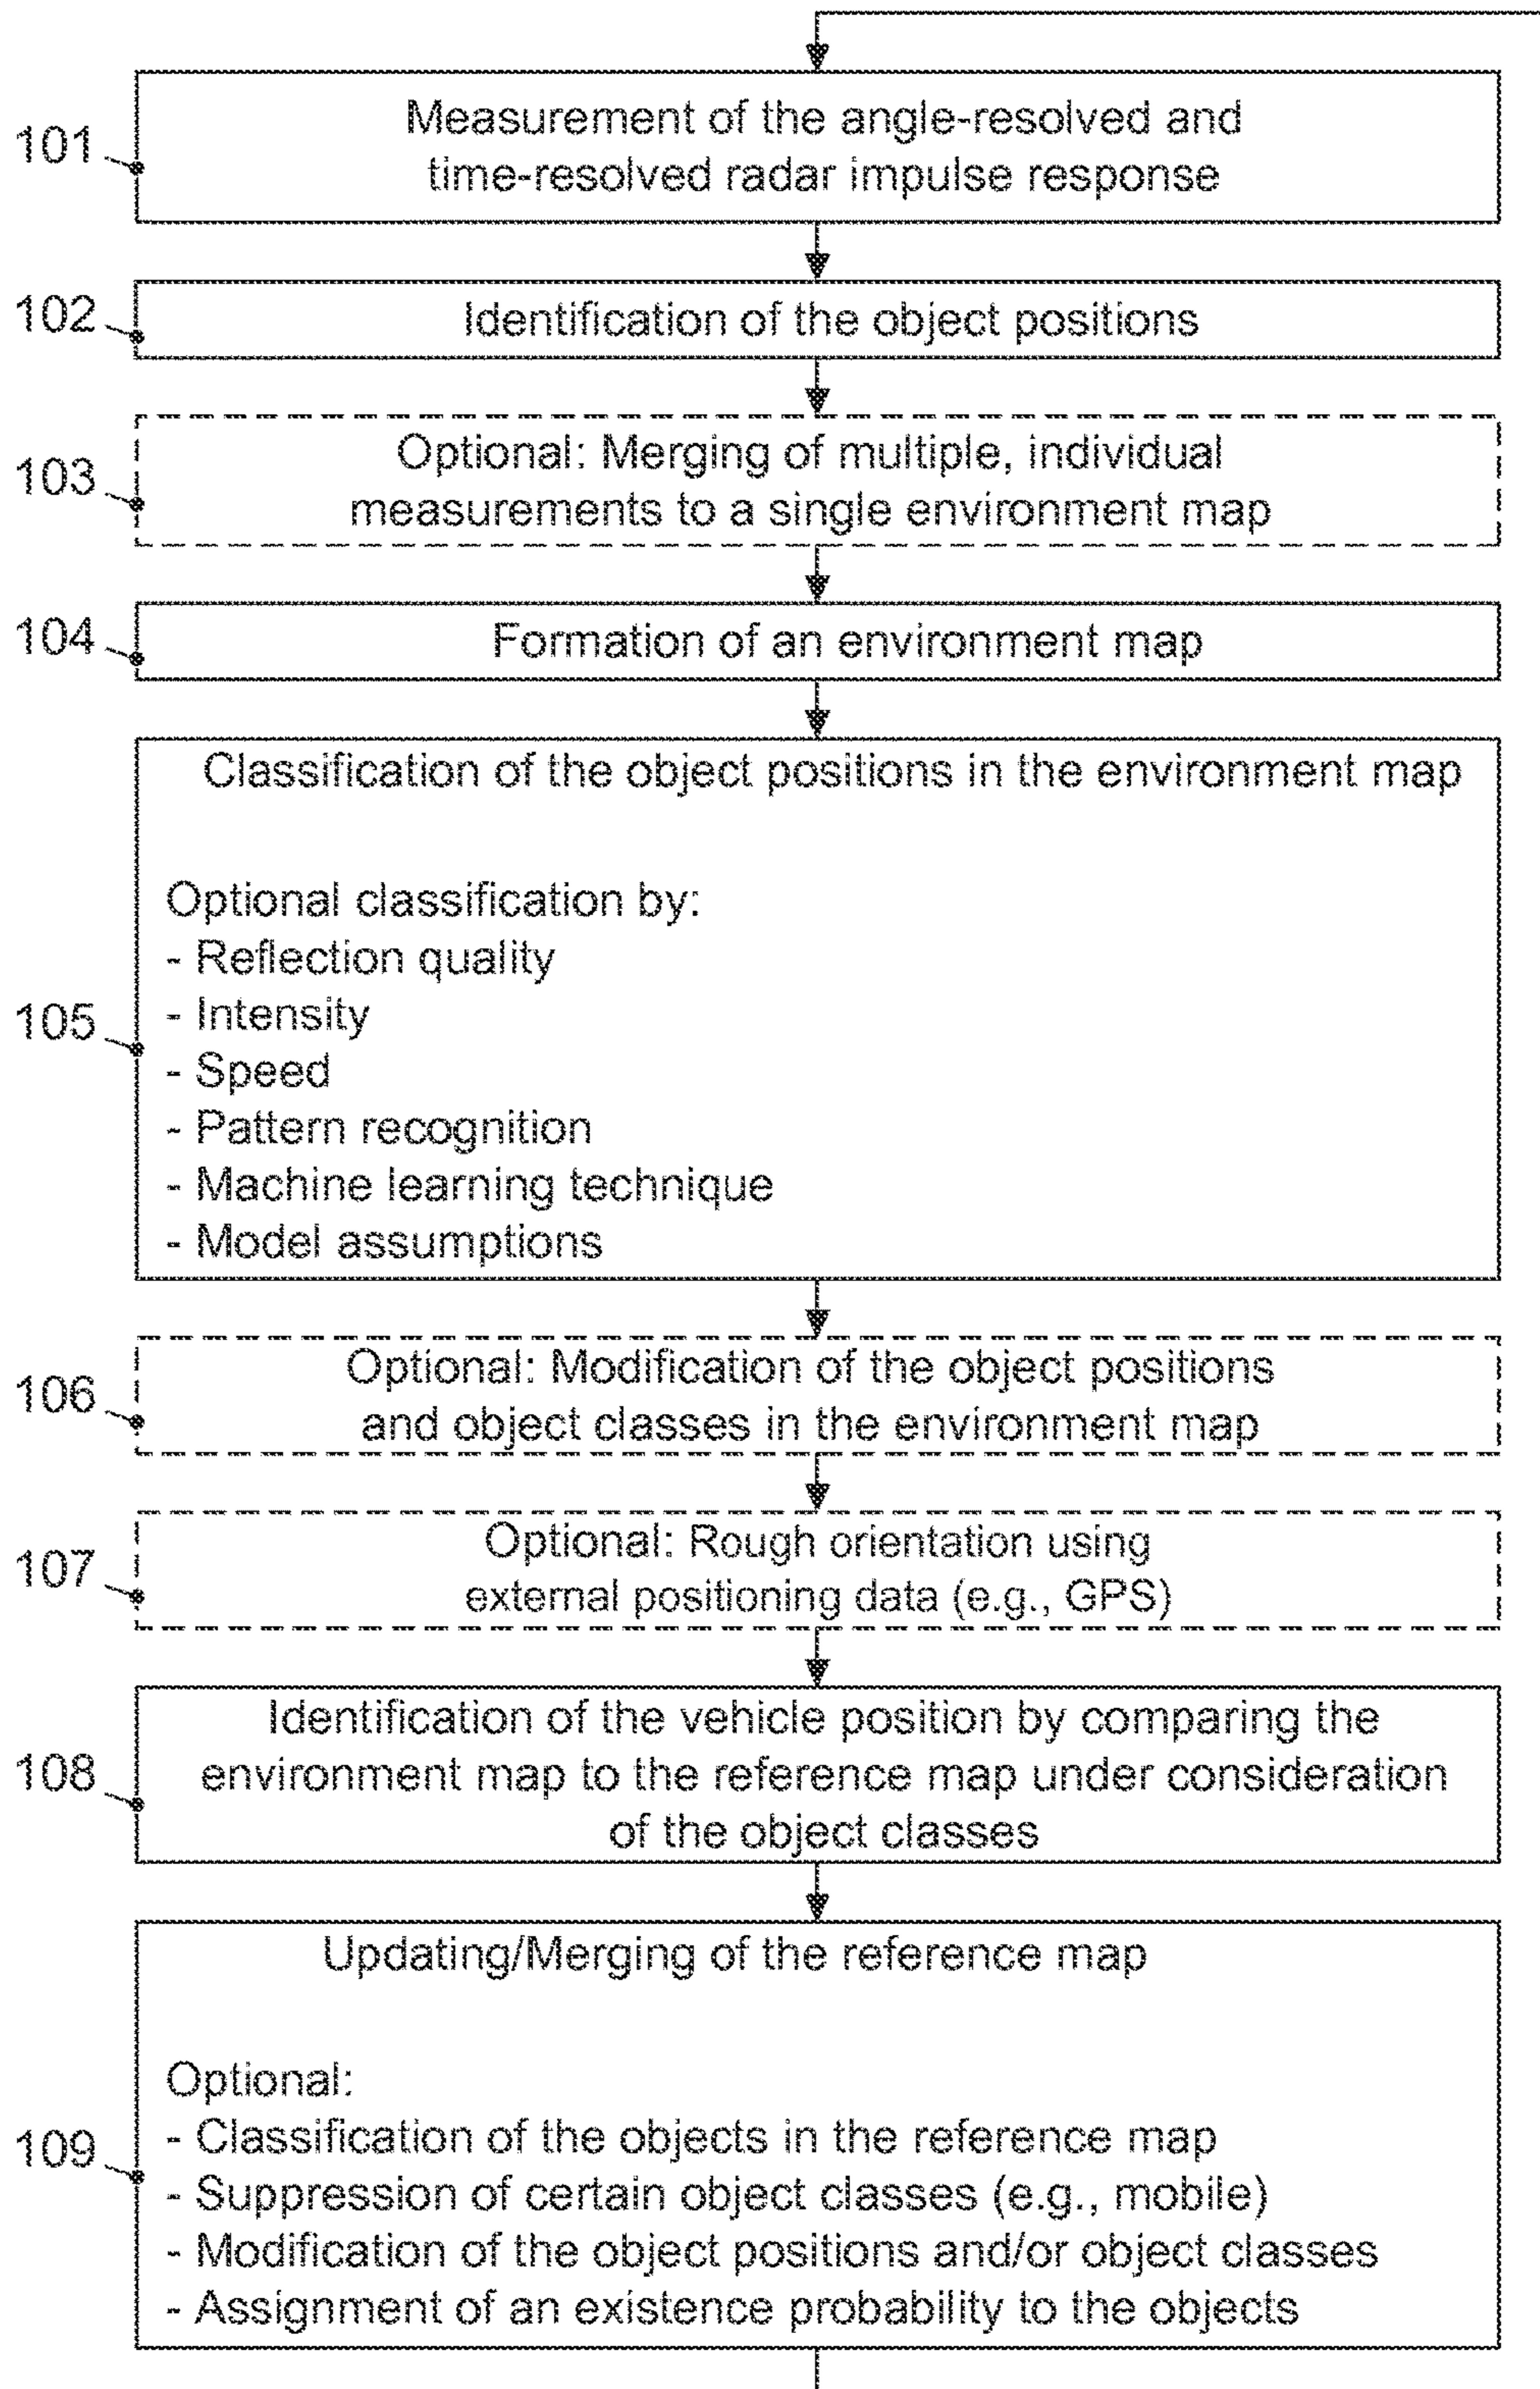 101
Measurement of the angle-resolved and
time-resolved radar impulse response
102
Identification of the object positions
103
Optional: Merging of multiple, individual
measurements to a single environment map
104
Formation of an environment map
Classification of the object positions in the environment map
Optional classification by:
- Reflection quality
- Intensity
105
- Speed
- Pattern recognition
- Machine learning technique
- Model assumptions
106
Optional: Modification of the object positions
and object classes in the environment map
107
Optional: Rough orientation using
external positioning data (e.g., GPS)
108
Identification of the vehicle position by comparing the
environment map to the reference map under consideration
of the object classes
Updating/Merging of the reference map
Optional:
109
- Classification of the objects in the reference map
- Suppression of certain object classes (e.g., mobile)
- Modification of the object positions and/or object classes
- Assignment of an existence probability to the objects